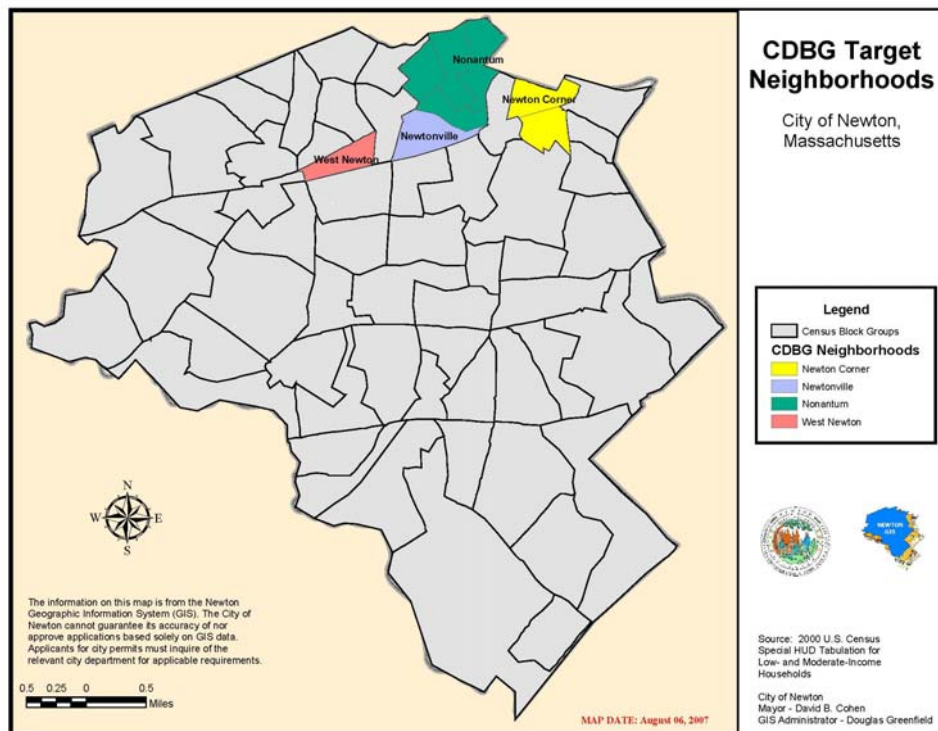 CDBG Target
Neighborhoods
City of Newton,
Massachusetts
Nonantum
Newton Corner
Newtonville
West Newton
Legend
Census Block Groups
CDBG Neighborhoods
Newton Corner
Newtonville
Nonantum
West Newton
N
W
E
S
NEWTON
GIS
The information on this map is from the Newton
Geographic Information System (GIS). The City of
Newton cannot guarantee its accuracy of nor
approve applications based solely on GIS data.
Applicants for city permits must inquire of the
relevant city department for applicable requirements.
0.5 0.25 0 0.5
Miles
MAP DATE: August 06, 2007
Source: 2000 U.S. Census
Special HUD Tabulation for
Low- and Moderate-Income
Households
City of Newton
Mayor - David B. Cohen
GIS Administrator - Douglas Greenfield